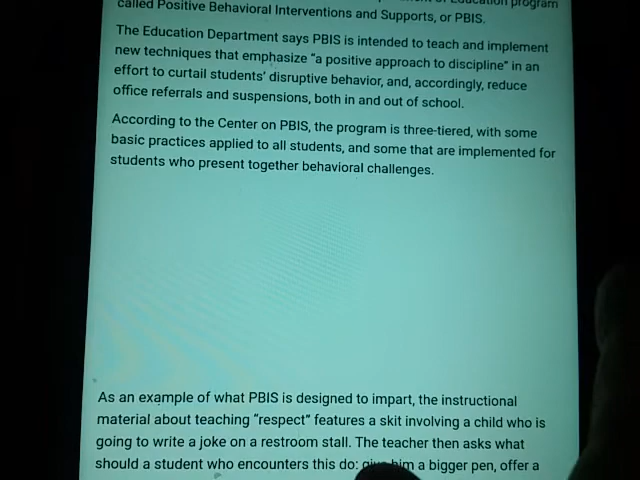 Education program
called Positive Behavioral Interventions and Supports, or PBIS.
The Education Department says PBIS is intended to teach and implement
new techniques that emphasize “a positive approach to discipline” in an
effort to curtail students’ disruptive behavior, and, accordingly, reduce
office referrals and suspensions, both in and out of school.
According to the Center on PBIS, the program is three-tiered, with some
basic practices applied to all students, and some that are implemented for
students who present together behavioral challenges.
As an example of what PBIS is designed to impart, the instructional
material about teaching “respect” features a skit involving a child who is
going to write a joke on a restroom stall. The teacher then asks what
should a student who encounters this do: give him a bigger pen, offer a